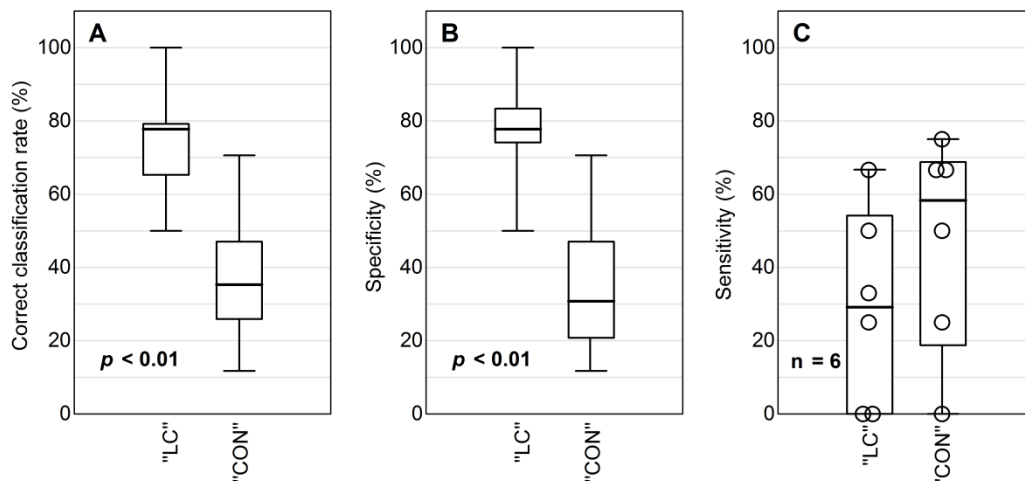 A
Correct classification rate (%)
100
80
60
40
20
0
p < 0.01
"LC"
"CON"
B
Specificity (%)
100
80
60
40
20
0
p < 0.01
"LC"
"CON"
C
Sensitivity (%)
100
80
60
40
20
0
n = 6
"LC"
"CON"